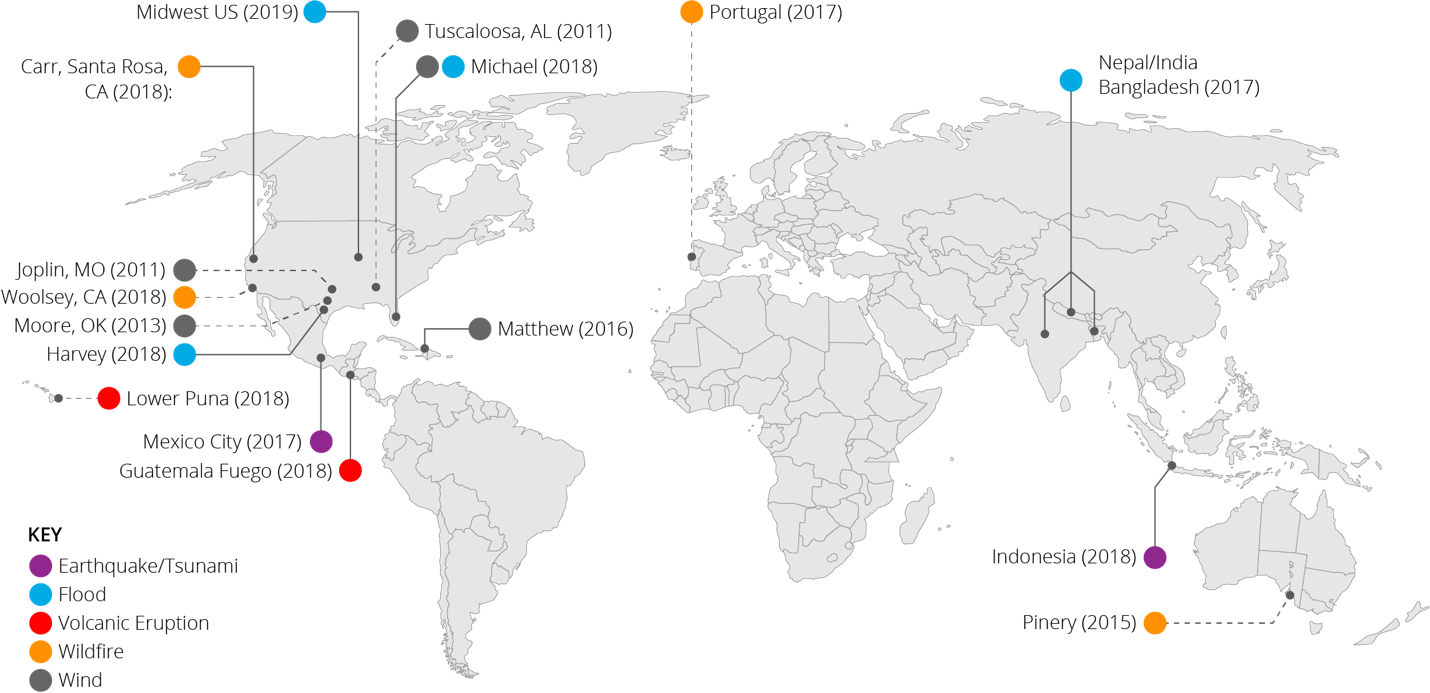 Midwest US (2019)
Tuscaloosa, AL (2011)
Portugal (2017)
Carr, Santa Rosa,
CA (2018):
Michael (2018)
Nepal/India
Bangladesh (2017)
Joplin, MO (2011)
Woolsey, CA (2018)
Moore, OK (2013)
Harvey (2018)
Matthew (2016)
Lower Puna (2018)
Mexico City (2017)
Guatemala Fuego (2018)
Indonesia (2018)
Pinery (2015)
KEY
Earthquake/Tsunami
Flood
Volcanic Eruption
Wildfire
Wind